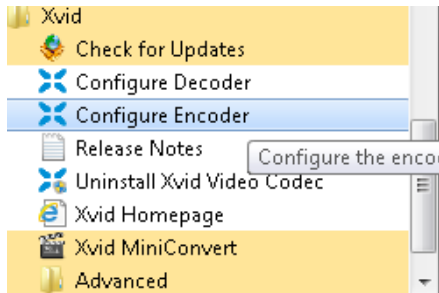 Xvid
Check for Updates
Configure Decoder
Configure Encoder
Release Notes
Configure the enco
Uninstall Xvid Video Codec
Xvid Homepage
Xvid MiniConvert
Advanced